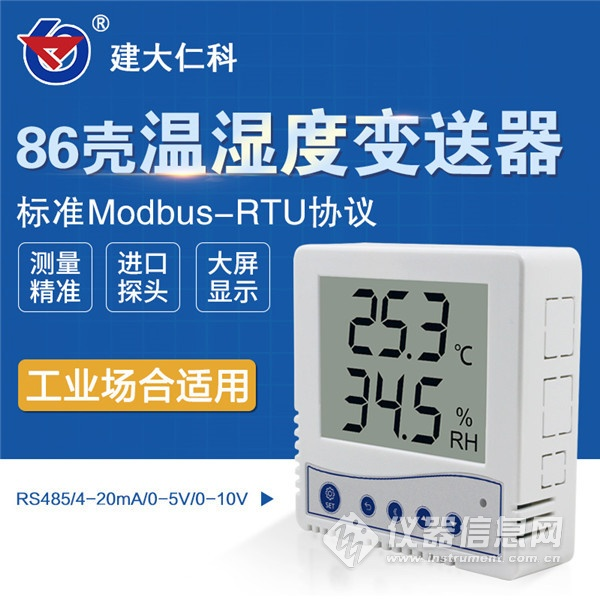 ®
建大仁科
86壳温湿度变送器
标准Modbus-RTU协议
测量
精准
进口
探头
大屏
显示
工业场合适用
RS485/4-20mA/0-5V/0-10V
25.3 ℃
34.5 %RH
SET
仪器信息网
www.instrument.com.cn